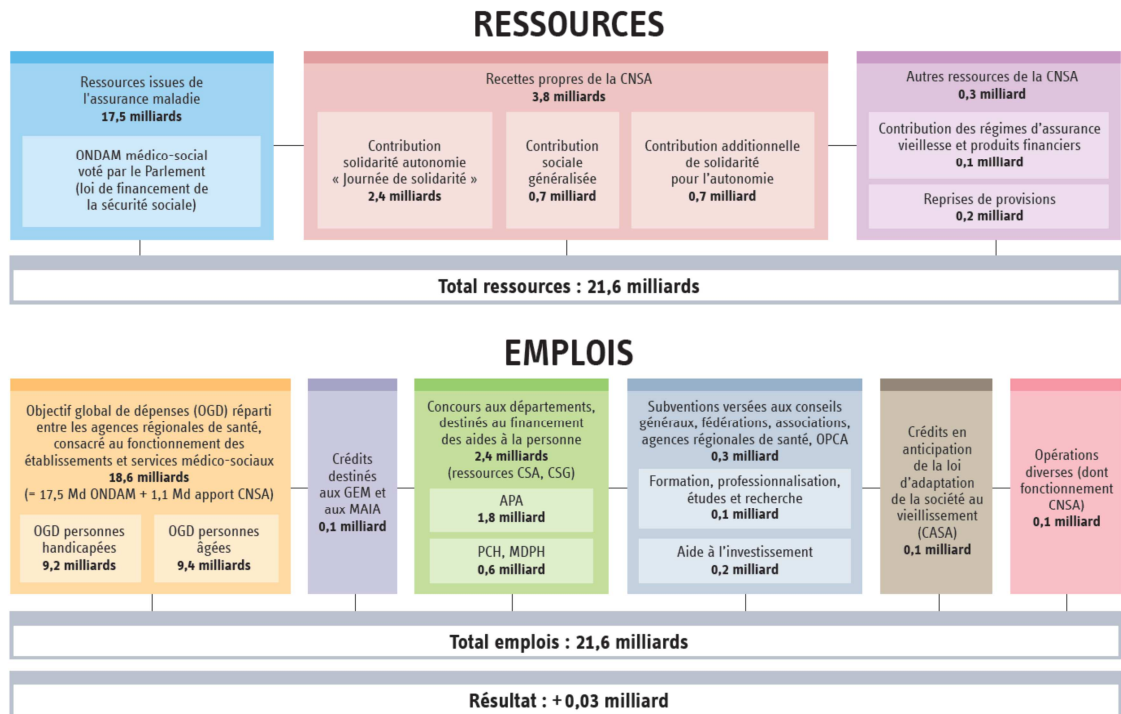 RESSOURCES
Ressources issues de
l'assurance maladie
17,5 milliards
ONDAM médico-social
voté par le Parlement
(loi de financement de
la sécurité sociale)
Recettes propres de la CNSA
3,8 milliards
Contribution
solidarité autonomie
« Journée de solidarité »
2,4 milliards
Contribution
sociale
généralisée
0,7 milliard
Contribution additionnelle
de solidarité
pour l'autonomie
0,7 milliard
Autres ressources de la CNSA
0,3 milliard
Contribution des régimes d'assurance
vieillesse et produits financiers
0,1 milliard
Reprises de provisions
0,2 milliard
Total ressources : 21,6 milliards
EMPLOIS
Objectif global de dépenses (OGD) réparti
entre les agences régionales de santé,
consacré au fonctionnement des
établissements et services médico-sociaux
18,6 milliards
(= 17,5 Md ONDAM + 1,1 Md apport CNSA)
OGD personnes
handicapées
9,2 milliards
OGD personnes
âgées
9,4 milliards
Crédits
destinés
aux GEM et
aux MAIA
0,1 milliard
Concours aux départements,
destinés au financement
des aides à la personne
2,4 milliards
(ressources CSA, CSG)
APA
1,8 milliard
PCH, MDPH
0,6 milliard
Subventions versées aux conseils
généraux, fédérations, associations,
agences régionales de santé, OPCA
0,3 milliard
Formation, professionnalisation,
études et recherche
0,1 milliard
Aide à l'investissement
0,2 milliard
Crédits en
anticipation
de la loi
d'adaptation
de la société au
vieillissement
(CASA)
0,1 milliard
Opérations
diverses (dont
fonctionnement
CNSA)
0,1 milliard
Total emplois : 21,6 milliards
Résultat : +0,03 milliard